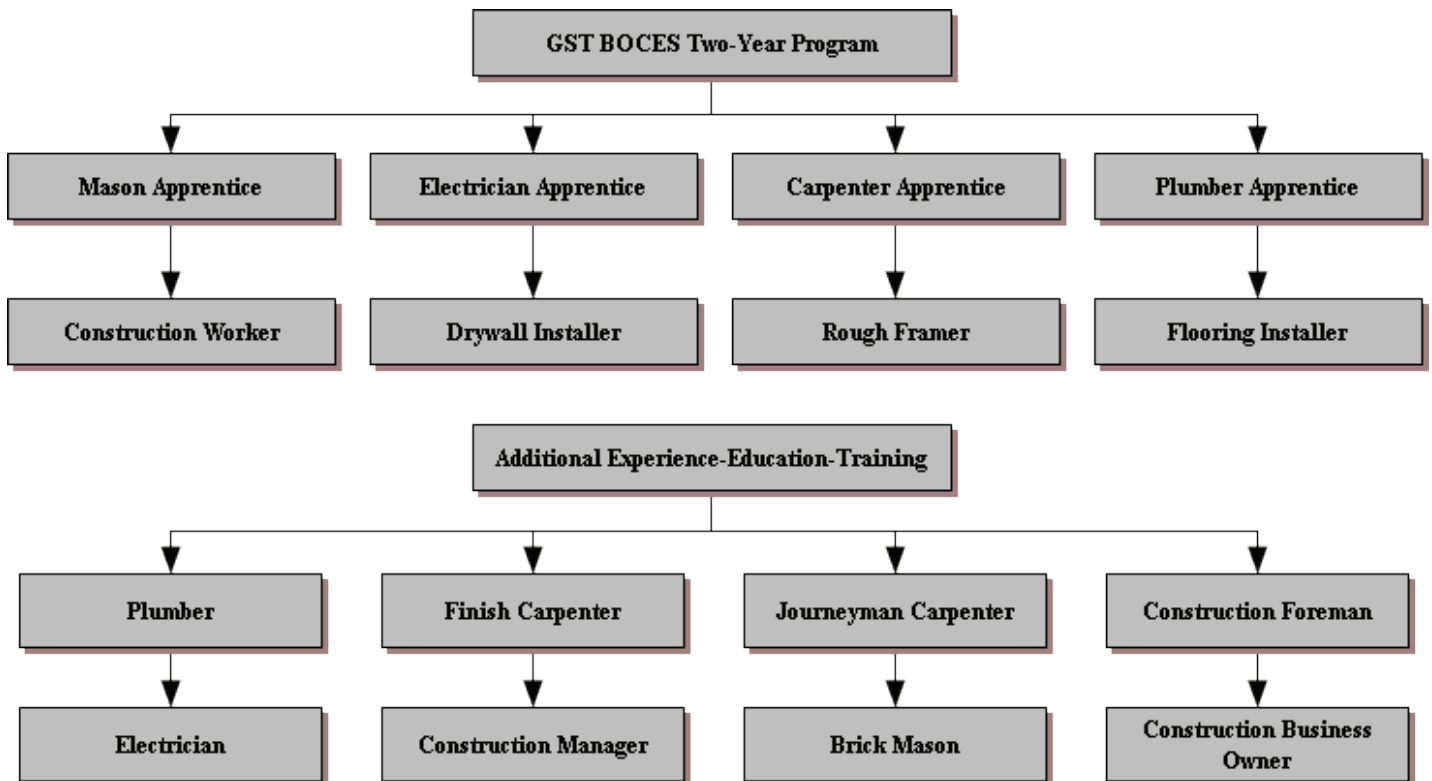 GST BOCES Two-Year Program
Mason Apprentice
Electrician Apprentice
Carpenter Apprentice
Plumber Apprentice
Construction Worker
Drywall Installer
Rough Framer
Flooring Installer
Additional Experience-Education-Training
Plumber
Finish Carpenter
Journeyman Carpenter
Construction Foreman
Electrician
Construction Manager
Brick Mason
Construction Business
Owner